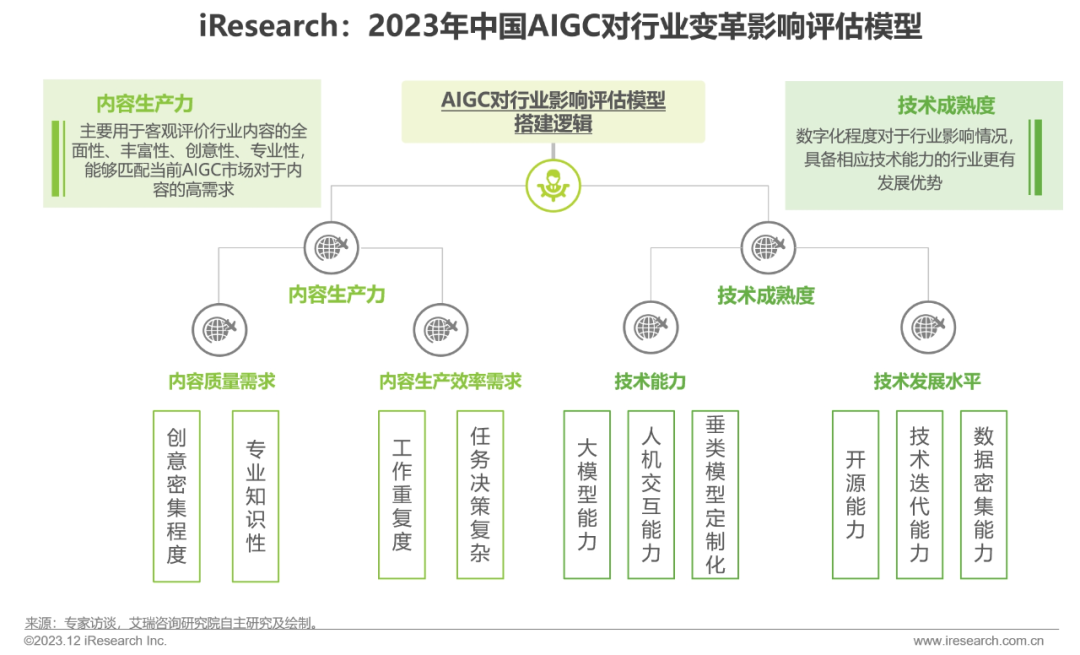 iResearch：2023年中国AIGC对行业变革影响评估模型
内容生产力
主要用于客观评价行业内容的全
面性、丰富性、创意性、专业性，
能够匹配当前AIGC市场对于内
容的高需求
AIGC对行业影响评估模型
搭建逻辑
技术成熟度
数字化程度对于行业影响情况，
具备相应技术能力的行业更有
发展优势
内容生产力
技术成熟度
内容质量需求
内容生产效率需求
技术能力
技术发展水平
创意密集程度
专业知识性
工作重复度
任务决策复杂
大模型能力
人机交互能力
垂类模型定制化
开源能力
技术迭代能力
数据密集能力
来源：专家访谈，艾瑞咨询研究院自主研究及绘制。
©2023.12 iResearch Inc.
www.iresearch.com.cn